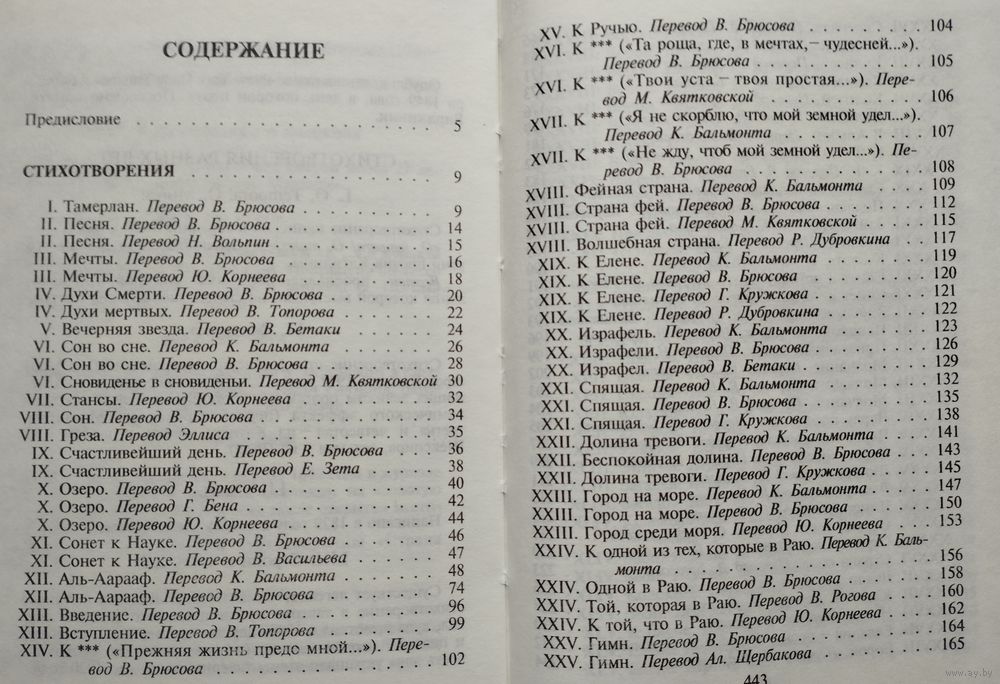 СОДЕРЖАНИЕ
Предисловие . . . . . . . . . . . . . . . . . . . . 5
СТИХОТВОРЕНИЯ . . . . . . . . . . . . . . . . 9
I. Тамерлан. Перевод В. Брюсова . . . . . . . . . 9
II. Песня. Перевод В. Брюсова . . . . . . . . . . 14
II. Песня. Перевод Н. Вольпин . . . . . . . . . . 15
III. Мечты. Перевод В. Брюсова . . . . . . . . . . 16
III. Мечты. Перевод Ю. Корнеева . . . . . . . . . 18
IV. Духи Смерти. Перевод В. Брюсова . . . . . . . 20
IV. Духи мертвых. Перевод В. Топорова . . . . . . 22
V. Вечерняя звезда. Перевод В. Бетаки . . . . . . 24
VI. Сон во сне. Перевод К. Бальмонта . . . . . . . 26
VI. Сон во сне. Перевод В. Брюсова . . . . . . . . 28
VI. Сновиденье в сновиденьи. Перевод М. Квятковской 30
VII. Стансы. Перевод Ю. Корнеева . . . . . . . . . 32
VIII. Сон. Перевод В. Брюсова . . . . . . . . . . . 34
VIII. Греза. Перевод Эллиса . . . . . . . . . . . . 35
IX. Счастливейший день. Перевод В. Брюсова . . . . 36
IX. Счастливейший день. Перевод Е. Зета . . . . . . 38
X. Озеро. Перевод В. Брюсова . . . . . . . . . . 40
X. Озеро. Перевод Г. Бена . . . . . . . . . . . . 42
X. Озеро. Перевод Ю. Корнеева . . . . . . . . . . 44
XI. Сонет к Науке. Перевод В. Брюсова . . . . . . . 46
XI. Сонет к Науке. Перевод В. Васильева . . . . . . 47
XII. Аль-Аарааф. Перевод К. Бальмонта . . . . . . . 48
XII. Аль-Аарааф. Перевод В. Брюсова . . . . . . . . 74
XIII. Введение. Перевод В. Брюсова . . . . . . . . . 96
XIII. Вступление. Перевод В. Топорова . . . . . . . . 99
XIV. К *** («Прежняя жизнь предо мной...»). Пере-
вод В. Брюсова . . . . . . . . . . . . . . . . 102
XV. К Ручью. Перевод В. Брюсова . . . . . . . . . 104
XVI. К *** («Та роща, где, в мечтах,– чудесней...»).
Перевод В. Брюсова . . . . . . . . . . . . . . 105
XVI. К *** («Твои уста – твоя простая...»). Пере-
вод М. Квятковской . . . . . . . . . . . . . . 106
XVII. К *** («Я не скорблю, что мой земной удел...»).
Перевод К. Бальмонта . . . . . . . . . . . . . 107
XVII. К *** («Не жду, чтоб мой земной удел...»). Пе-
ревод В. Брюсова . . . . . . . . . . . . . . . 108
XVIII. Фейная страна. Перевод К. Бальмонта . . . . . 109
XVIII. Страна фей. Перевод В. Брюсова . . . . . . . . 112
XVIII. Страна фей. Перевод М. Квятковской . . . . . . 115
XVIII. Волшебная страна. Перевод Р. Дубровкина . . . 117
XIX. К Елене. Перевод К. Бальмонта . . . . . . . . 119
XIX. К Елене. Перевод В. Брюсова . . . . . . . . . 120
XIX. К Елене. Перевод Г. Кружкова . . . . . . . . . 121
XIX. К Елене. Перевод Р. Дубровкина . . . . . . . . 122
XX. Израфель. Перевод К. Бальмонта . . . . . . . . 123
XX. Израфели. Перевод В. Брюсова . . . . . . . . . 126
XX. Израфел. Перевод В. Бетаки . . . . . . . . . . 129
XXI. Спящая. Перевод К. Бальмонта . . . . . . . . . 132
XXI. Спящая. Перевод В. Брюсова . . . . . . . . . . 135
XXI. Спящая. Перевод Г. Кружкова . . . . . . . . . 138
XXII. Долина тревоги. Перевод К. Бальмонта . . . . . 141
XXII. Беспокойная долина. Перевод В. Брюсова . . . . 143
XXII. Долина тревоги. Перевод Г. Кружкова . . . . . . 145
XXIII. Город на море. Перевод К. Бальмонта . . . . . . 147
XXIII. Город на море. Перевод В. Брюсова . . . . . . . 150
XXIII. Город среди моря. Перевод Ю. Корнеева . . . . . 153
XXIV. К одной из тех, которые в Раю. Перевод К. Баль-
монта . . . . . . . . . . . . . . . . . . . . 156
XXIV. Одной в Раю. Перевод В. Брюсова . . . . . . . 158
XXIV. Той, которая в Раю. Перевод В. Рогова . . . . . 160
XXIV. К той, что в Раю. Перевод Ю. Корнеева . . . . . 162
XXV. Гимн. Перевод В. Брюсова . . . . . . . . . . . 164
XXV. Гимн. Перевод Ал. Щербакова . . . . . . . . . 165
443
www.ay.by